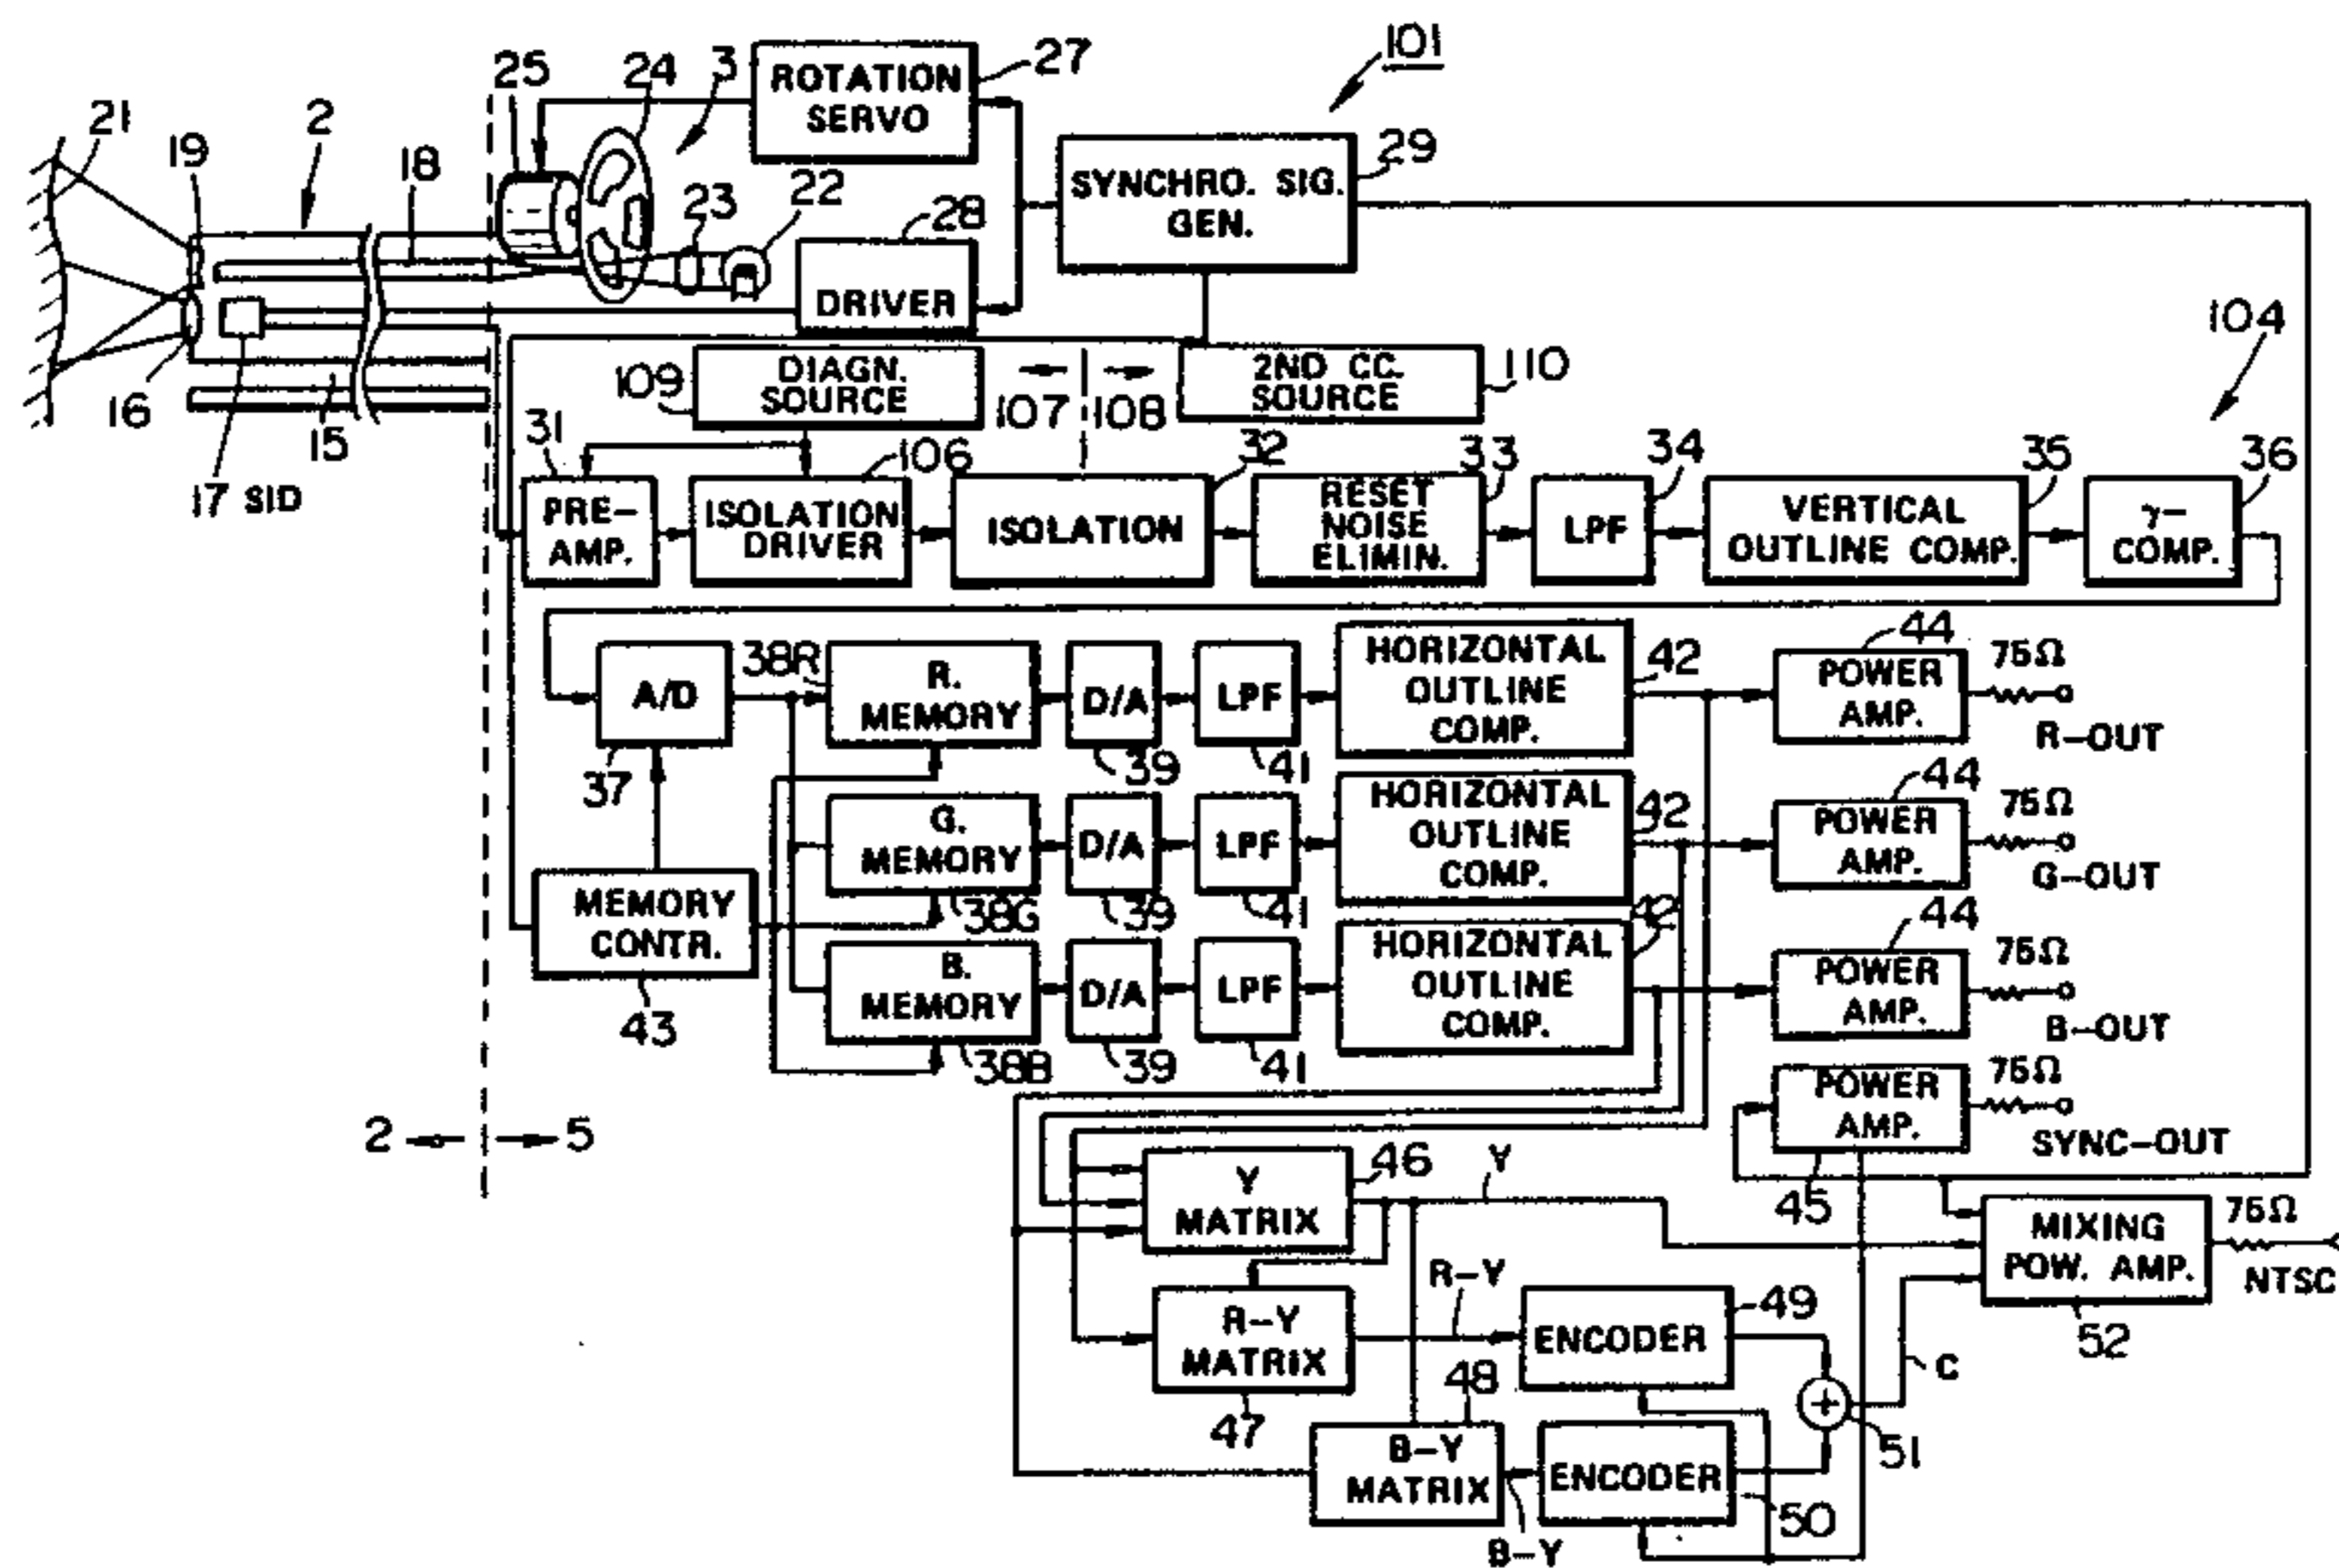 101
25
24
3
ROTATION
SERVO
27
21
19
2
18
23
22
28
SYNCHRO. SIG.
GEN.
29
DRIVER
104
16
15
17 SID
109
DIAGN.
SOURCE
107
108
2ND CC.
SOURCE
110
31
106
32
33
34
35
36
PRE-
AMP.
ISOLATION
DRIVER
ISOLATION
RESET
NOISE
ELIMIN.
LPF
VERTICAL
OUTLINE COMP.
γ-
COMP.
A/D
37
38R
R.
MEMORY
D/A
39
LPF
41
HORIZONTAL
OUTLINE
COMP.
42
44
POWER
AMP.
75Ω
R-OUT
G.
MEMORY
38G
D/A
39
LPF
41
HORIZONTAL
OUTLINE
COMP.
42
44
POWER
AMP.
75Ω
G-OUT
MEMORY
CONTR.
43
B.
MEMORY
38B
D/A
39
LPF
41
HORIZONTAL
OUTLINE
COMP.
42
44
POWER
AMP.
75Ω
B-OUT
POWER
AMP.
75Ω
SYNC-OUT
45
2
5
Y
MATRIX
46
Y
MIXING
POW. AMP.
75Ω
NTSC
52
R-Y
MATRIX
47
R-Y
ENCODER
49
C
51
48
B-Y
MATRIX
B-Y
ENCODER
50